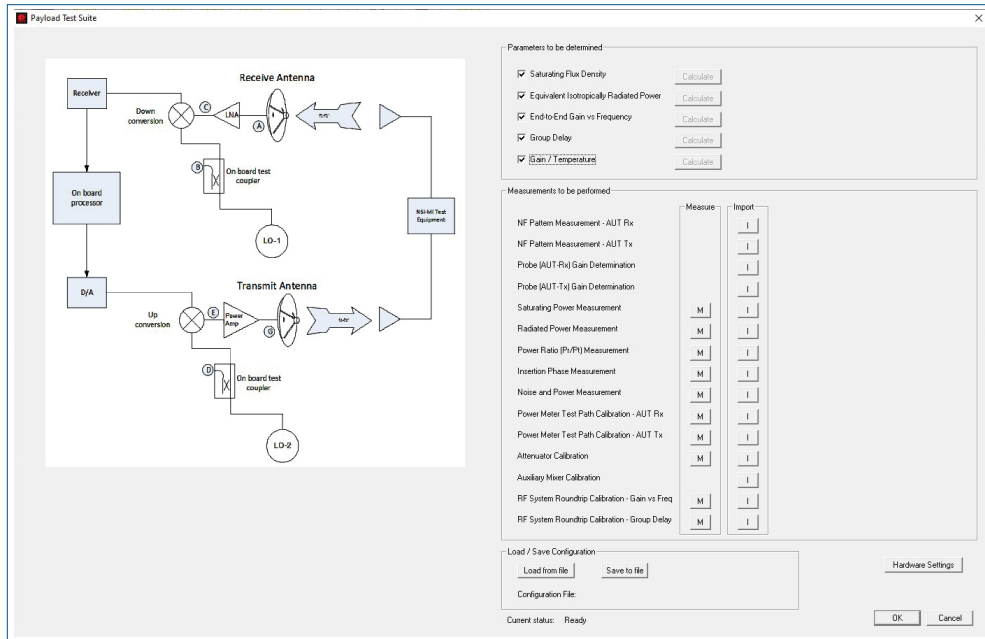 Payload Test Suite
Receive Antenna
Receiver
Down
conversion
C
LNA
A
B
On board test
coupler
On board
processor
NSI-MI Test
Equipment
LO-1
D/A
Transmit Antenna
Up
conversion
E
Power
Amp
G
D
On board test
coupler
LO-2
Parameters to be determined
Saturating Flux Density Calculate
Equivalent Isotropically Radiated Power Calculate
End-to-End Gain vs Frequency Calculate
Group Delay Calculate
Gain / Temperature Calculate
Measurements to be performed
Measure Import
NF Pattern Measurement - AUT Rx I
NF Pattern Measurement - AUT Tx I
Probe (AUT-Rx) Gain Determination I
Probe (AUT-Tx) Gain Determination I
Saturating Power Measurement M I
Radiated Power Measurement M I
Power Ratio (Pr/Pt) Measurement M I
Insertion Phase Measurement M I
Noise and Power Measurement M I
Power Meter Test Path Calibration - AUT Rx M I
Power Meter Test Path Calibration - AUT Tx M I
Attenuator Calibration M I
Auxiliary Mixer Calibration I
RF System Roundtrip Calibration - Gain vs Freq M I
RF System Roundtrip Calibration - Group Delay M I
Load / Save Configuration
Load from file Save to file
Configuration File:
Hardware Settings
Current status: Ready
OK Cancel